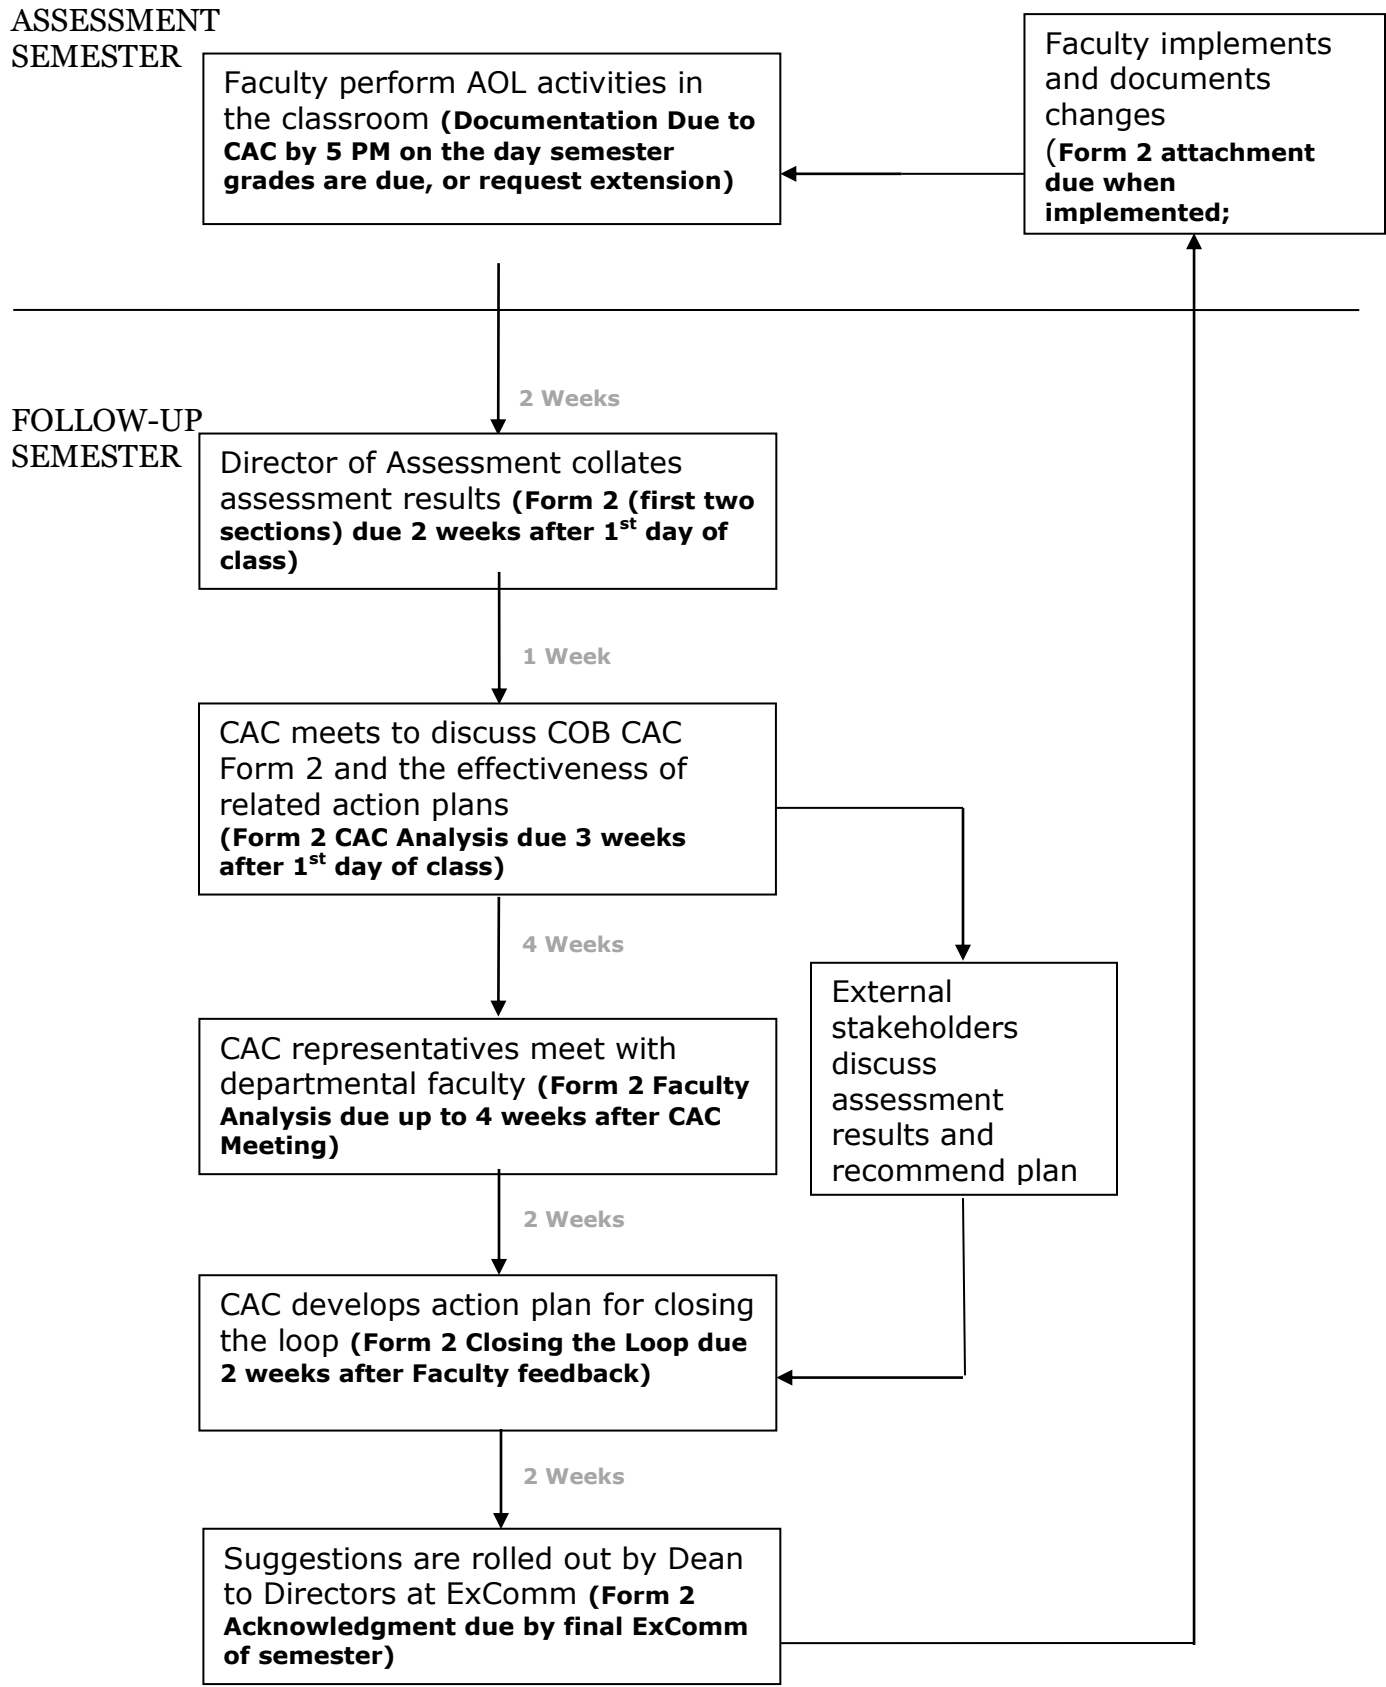 ASSESSMENT
SEMESTER
Faculty perform AOL activities in
the classroom (Documentation Due to
CAC by 5 PM on the day semester
grades are due, or request extension)
Faculty implements
and documents
changes
(Form 2 attachment
due when
implemented;
2 Weeks
FOLLOW-UP
SEMESTER
Director of Assessment collates
assessment results (Form 2 (first two
sections) due 2 weeks after 1st day of
class)
1 Week
CAC meets to discuss COB CAC
Form 2 and the effectiveness of
related action plans
(Form 2 CAC Analysis due 3 weeks
after 1st day of class)
4 Weeks
External
stakeholders
discuss
assessment
results and
recommend plan
CAC representatives meet with
departmental faculty (Form 2 Faculty
Analysis due up to 4 weeks after CAC
Meeting)
2 Weeks
CAC develops action plan for closing
the loop (Form 2 Closing the Loop due
2 weeks after Faculty feedback)
2 Weeks
Suggestions are rolled out by Dean
to Directors at ExComm (Form 2
Acknowledgment due by final ExComm
of semester)